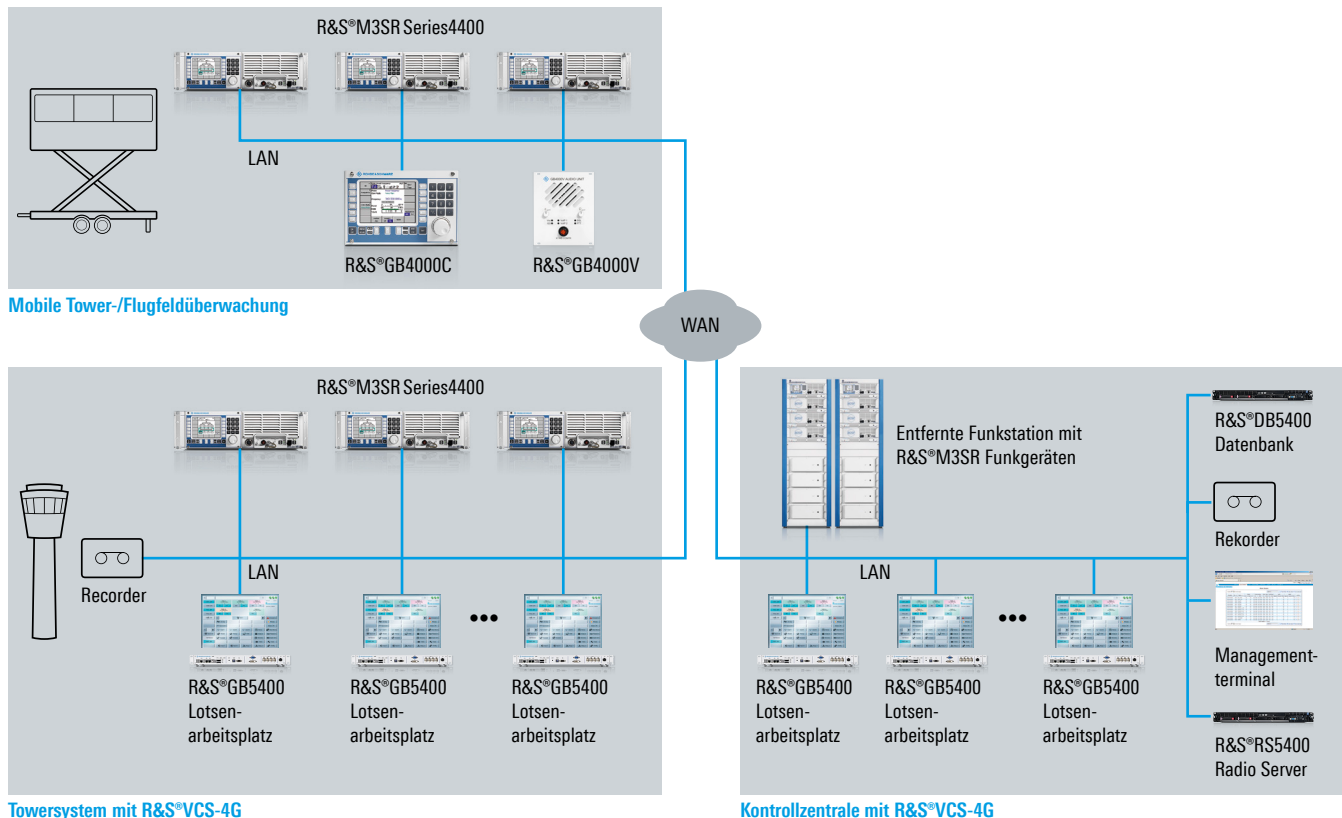 R&S®M3SR Series4400
LAN
R&S®GB4000C
R&S®GB4000V
Mobile Tower-/Flugfeldüberwachung
WAN
R&S®M3SR Series4400
Recorder
LAN
R&S®GB5400
Lotsen-
arbeitsplatz
R&S®GB5400
Lotsen-
arbeitsplatz
R&S®GB5400
Lotsen-
arbeitsplatz
Towersystem mit R&S®VCS-4G
Entfernte Funkstation mit
R&S®M3SR Funkgeräten
LAN
R&S®GB5400
Lotsen-
arbeitsplatz
R&S®GB5400
Lotsen-
arbeitsplatz
R&S®GB5400
Lotsen-
arbeitsplatz
R&S®DB5400
Datenbank
Rekorder
Management-
terminal
R&S®RS5400
Radio Server
Kontrollzentrale mit R&S®VCS-4G